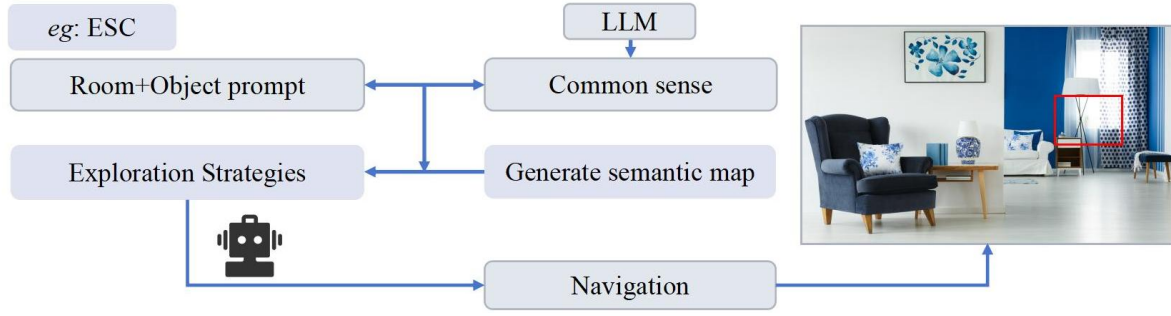 eg: ESC
LLM
Room+Object prompt
Common sense
Exploration Strategies
Generate semantic map
Navigation